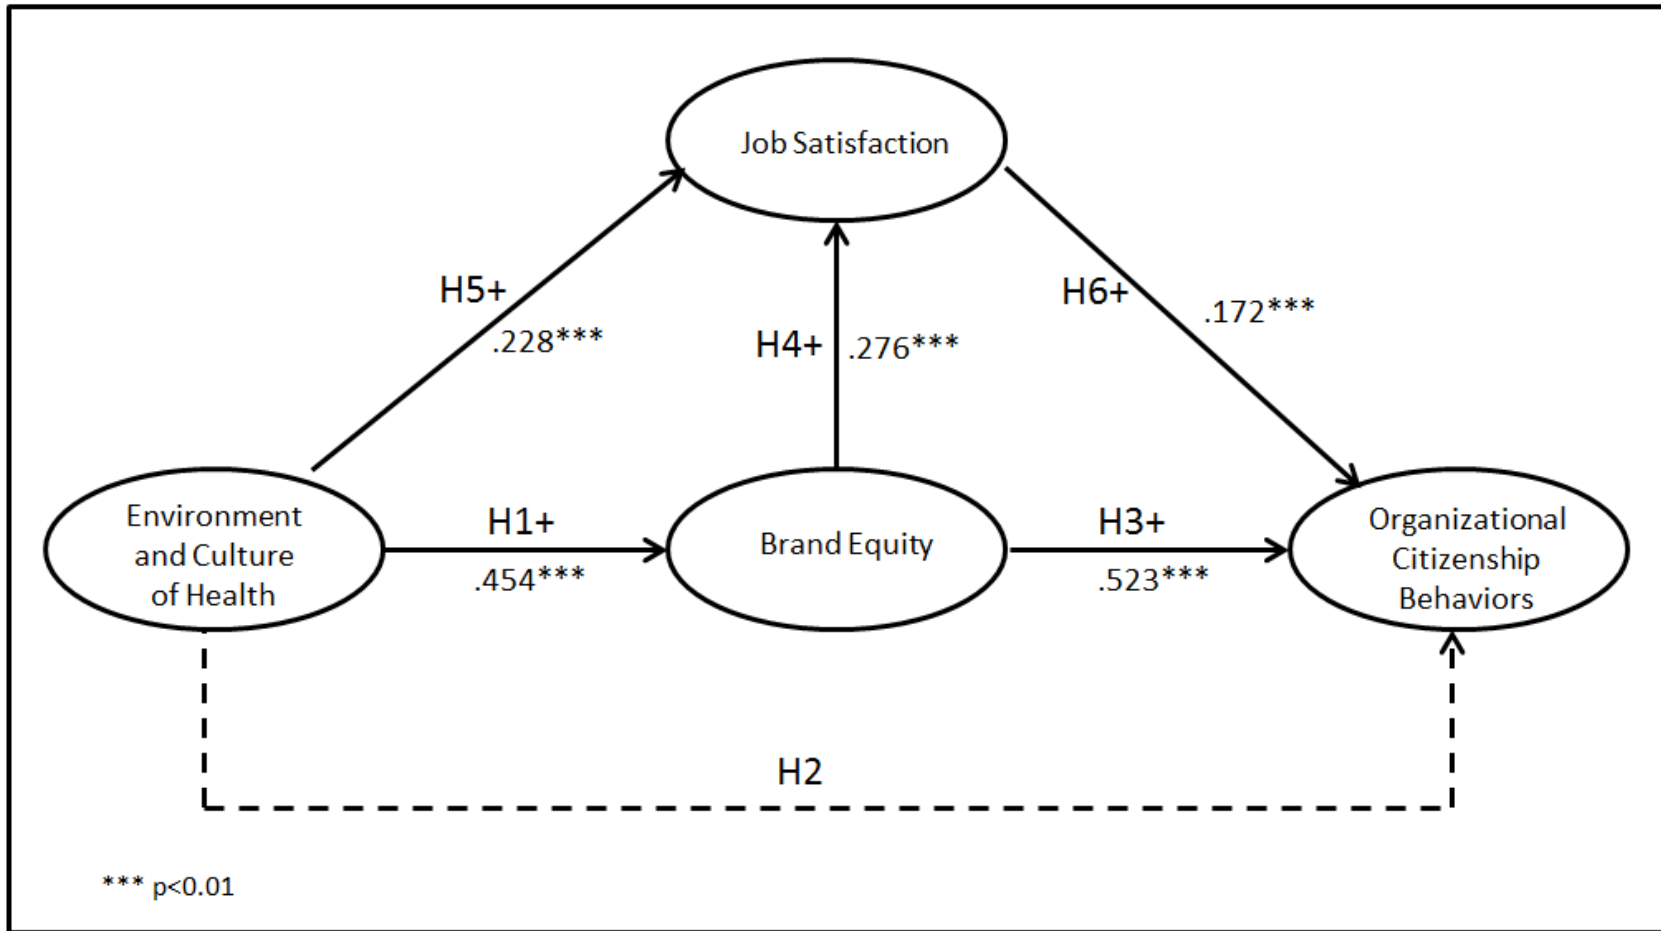 Job Satisfaction
H5+
.228***
H4+
.276***
H6+
.172***
Environment
and Culture
of Health
H1+
.454***
Brand Equity
H3+
.523***
Organizational
Citizenship
Behaviors
H2
*** p<0.01